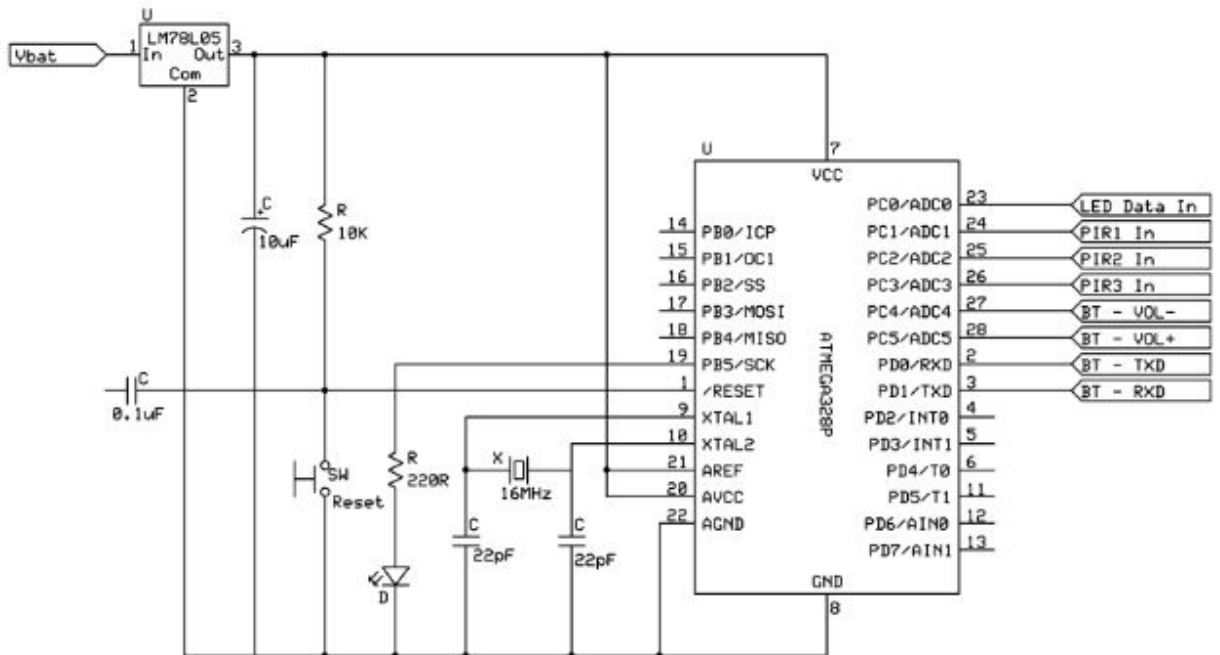 U
LM78L05
Vbat
1
In
Out
3
Com
2
C
+
10uF
R
10K
C
0.1uF
SW
Reset
R
220R
D
X
16MHz
C
22pF
C
22pF
U
7
VCC
14 PB0/ICP
15 PB1/OC1
16 PB2/SS
17 PB3/MOSI
18 PB4/MISO
19 PB5/SCK
1 /RESET
9 XTAL1
10 XTAL2
21 AREF
20 AVCC
22 AGND
ATMEGA328P
PC0/ADC0 23 LED Data In
PC1/ADC1 24 PIR1 In
PC2/ADC2 25 PIR2 In
PC3/ADC3 26 PIR3 In
PC4/ADC4 27 BT - VOL-
PC5/ADC5 28 BT - VOL+
PD0/RXD 2 BT - TXD
PD1/TXD 3 BT - RXD
PD2/INT0 4
PD3/INT1 5
PD4/T0 6
PD5/T1 11
PD6/AIN0 12
PD7/AIN1 13
GND
8